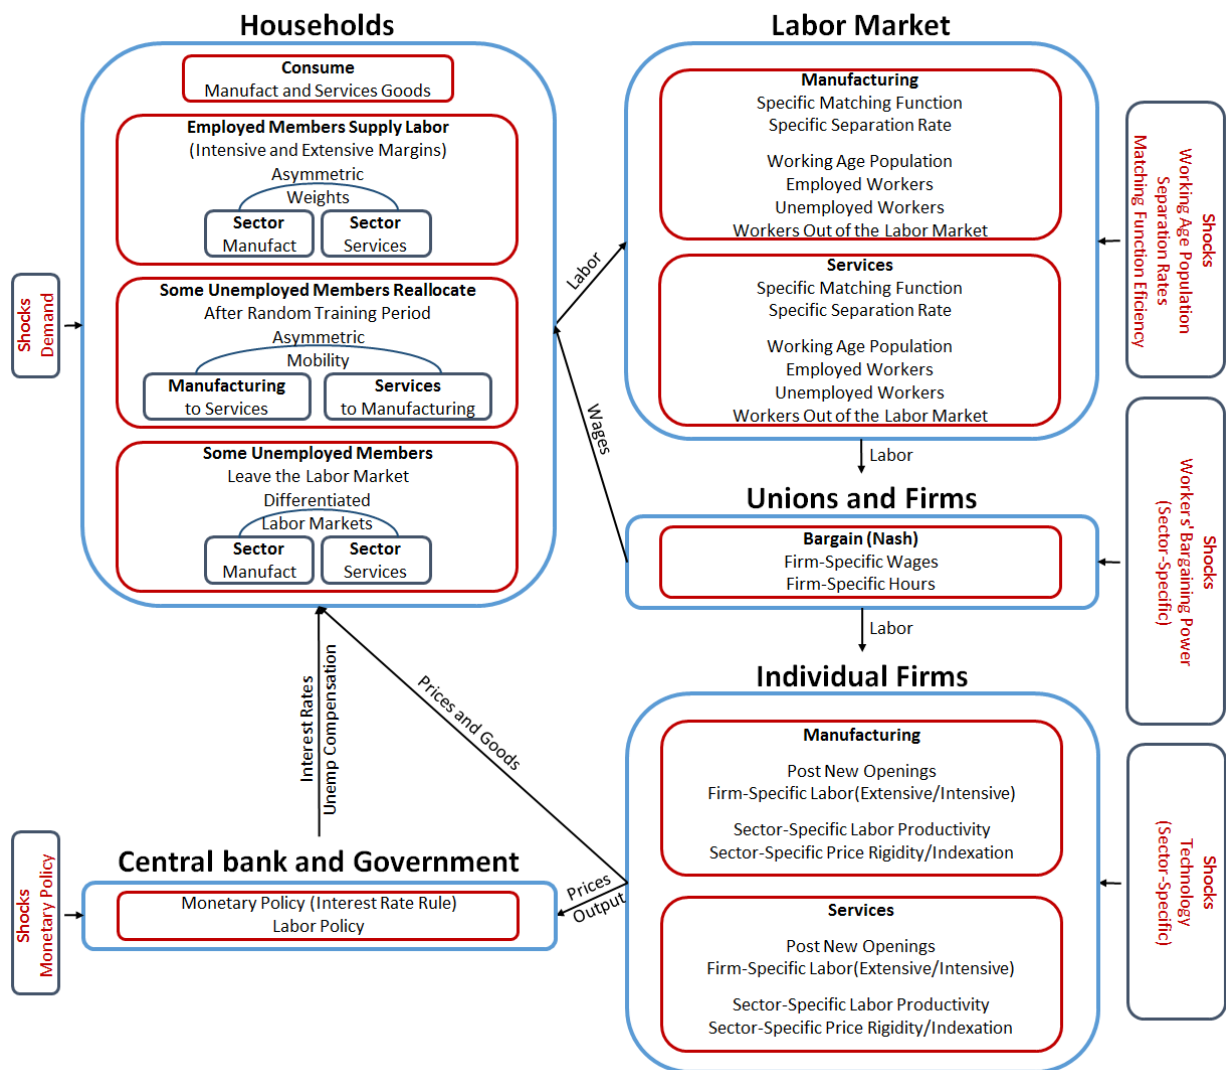 Households
Consume
Manufact and Services Goods
Employed Members Supply Labor
(Intensive and Extensive Margins)
Asymmetric
Weights
Sector
Manufact
Sector
Services
Some Unemployed Members Reallocate
After Random Training Period
Asymmetric
Mobility
Manufacturing
to Services
Services
to Manufacturing
Some Unemployed Members
Leave the Labor Market
Differentiated
Labor Markets
Sector
Manufact
Sector
Services
Shocks
Demand
Labor
Wages
Labor Market
Manufacturing
Specific Matching Function
Specific Separation Rate
Working Age Population
Employed Workers
Unemployed Workers
Workers Out of the Labor Market
Services
Specific Matching Function
Specific Separation Rate
Working Age Population
Employed Workers
Unemployed Workers
Workers Out of the Labor Market
Shocks
Working Age Population
Separation Rates
Matching Function Eficiency
Labor
Unions and Firms
Bargain (Nash)
Firm-Specific Wages
Firm-Specific Hours
Shocks
Workers' Bargaining Power
(Sector-Specific)
Labor
Individual Firms
Manufacturing
Post New Openings
Firm-Specific Labor(Extensive/Intensive)
Sector-Specific Labor Productivity
Sector-Specific Price Rigidity/Indexation
Services
Post New Openings
Firm-Specific Labor(Extensive/Intensive)
Sector-Specific Labor Productivity
Sector-Specific Price Rigidity/Indexation
Shocks
Technology
(Sector-Specific)
Interest Rates
Unemp Compensation
Prices and Goods
Prices
Output
Central bank and Government
Monetary Policy (Interest Rate Rule)
Labor Policy
Shocks
Monetary Policy